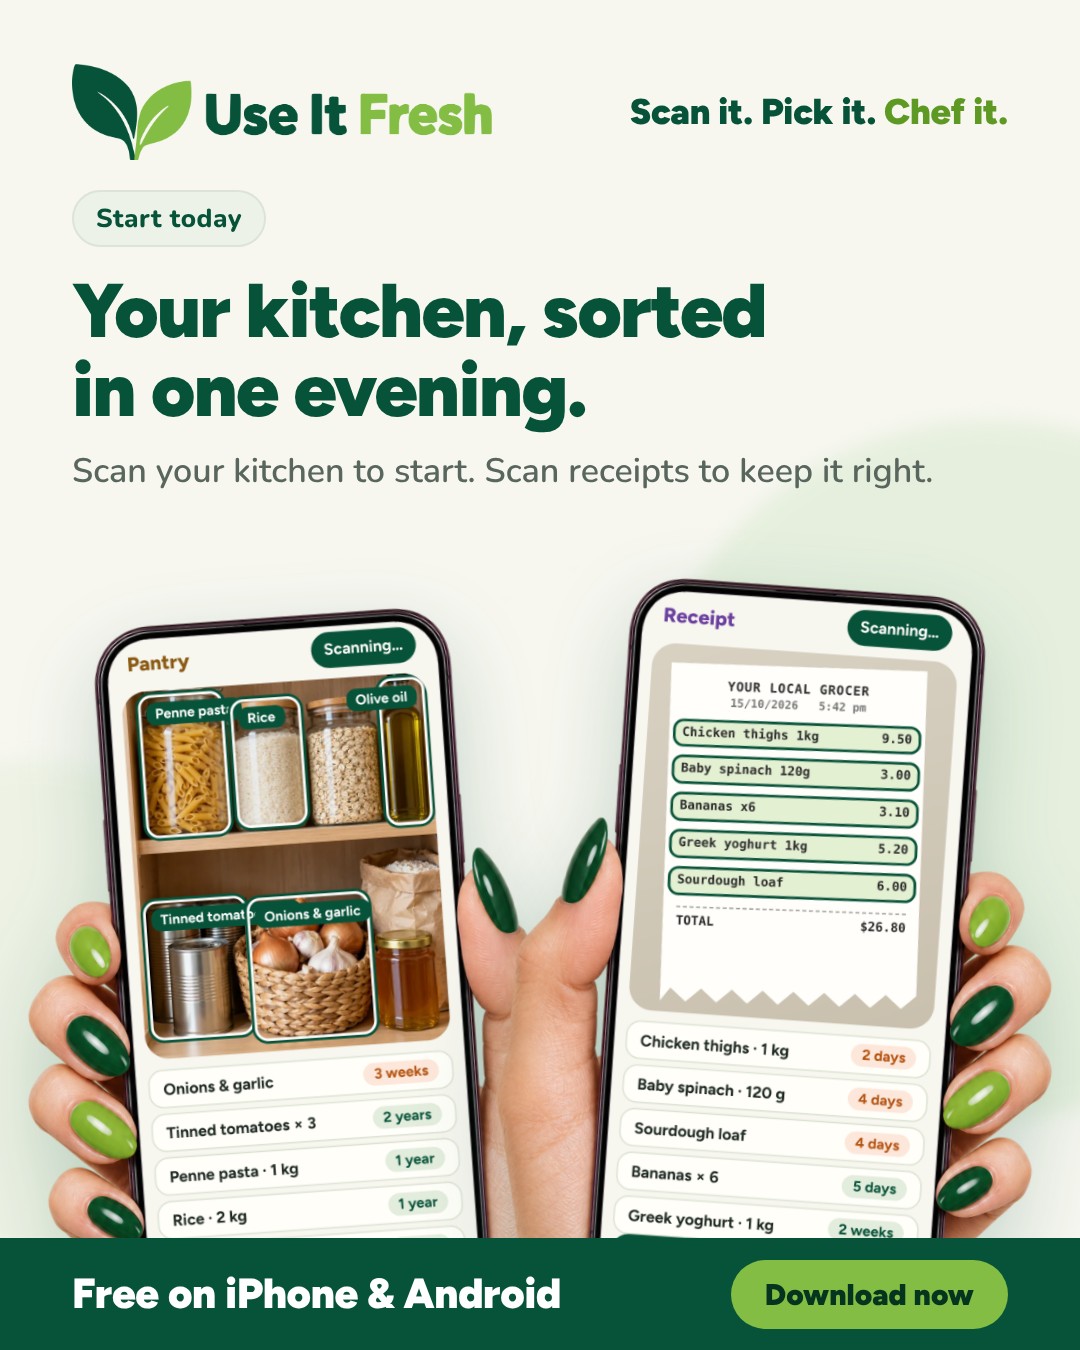 Use It Fresh
Scan it. Pick it. Chef it.
Start today
Your kitchen, sorted
in one evening.
Scan your kitchen to start. Scan receipts to keep it right.
Pantry
Scanning...
Penne pasta
Rice
Olive oil
Tinned tomato
Onions & garlic
Onions & garlic
3 weeks
Tinned tomatoes × 3
2 years
Penne pasta · 1 kg
1 year
Rice · 2 kg
1 year
Receipt
Scanning...
YOUR LOCAL GROCER
15/10/2026 5:42 pm
Chicken thighs 1kg 9.50
Baby spinach 120g 3.00
Bananas x6 3.10
Greek yoghurt 1kg 5.20
Sourdough loaf 6.00
TOTAL $26.80
Chicken thighs · 1 kg
2 days
Baby spinach · 120 g
4 days
Sourdough loaf
4 days
Bananas × 6
5 days
Greek yoghurt · 1 kg
2 weeks
Free on iPhone & Android
Download now